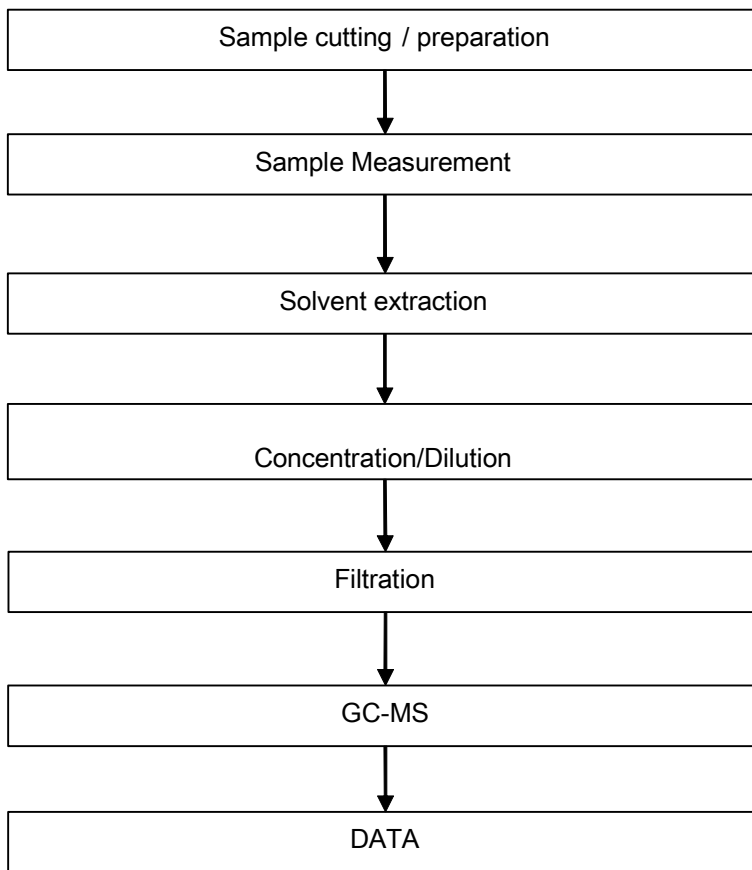 Sample cutting / preparation
Sample Measurement
Solvent extraction
Concentration/Dilution
Filtration
GC-MS
DATA